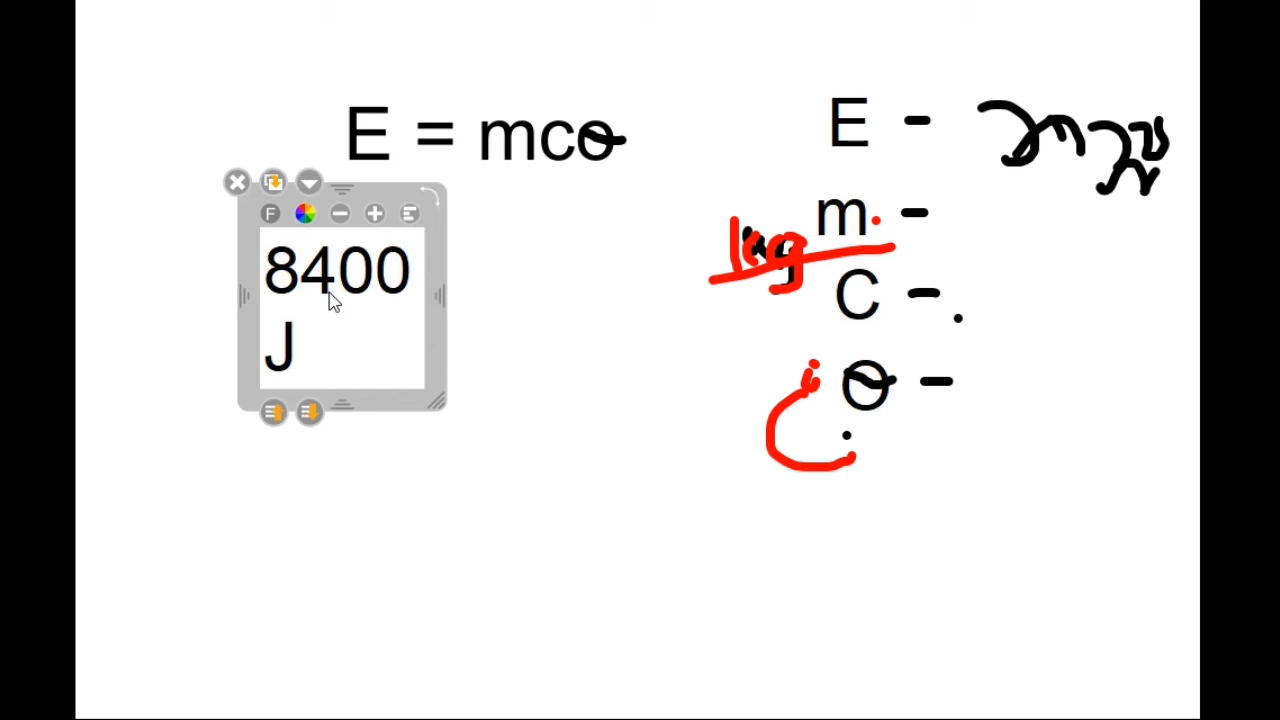 E = mcθ
8400
J
E -
m. -
kg
C - .
θ -